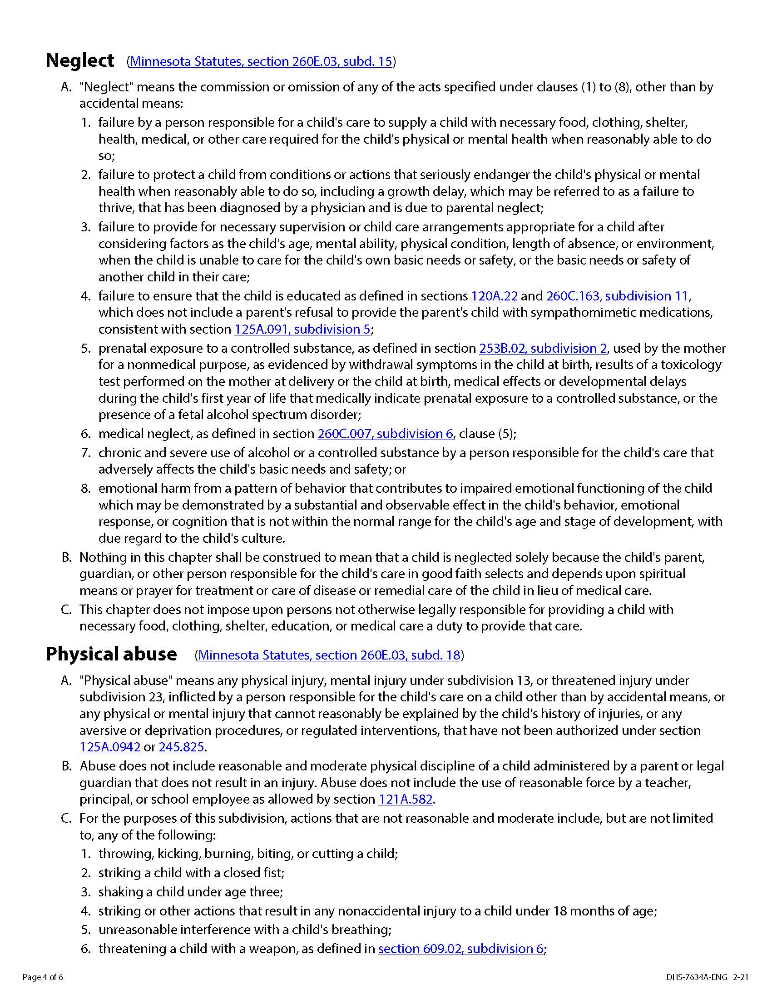 Neglect (Minnesota Statutes, section 260E.03, subd. 15)
A. "Neglect" means the commission or omission of any of the acts specified under clauses (1) to (8), other than by
accidental means:
1. failure by a person responsible for a child's care to supply a child with necessary food, clothing, shelter,
health, medical, or other care required for the child's physical or mental health when reasonably able to do
so;
2. failure to protect a child from conditions or actions that seriously endanger the child's physical or mental
health when reasonably able to do so, including a growth delay, which may be referred to as a failure to
thrive, that has been diagnosed by a physician and is due to parental neglect;
3. failure to provide for necessary supervision or child care arrangements appropriate for a child after
considering factors as the child's age, mental ability, physical condition, length of absence, or environment,
when the child is unable to care for the child's own basic needs or safety, or the basic needs or safety of
another child in their care;
4. failure to ensure that the child is educated as defined in sections 120A.22 and 260C.163, subdivision 11,
which does not include a parent's refusal to provide the parent's child with sympathomimetic medications,
consistent with section 125A.091, subdivision 5;
5. prenatal exposure to a controlled substance, as defined in section 253B.02, subdivision 2, used by the mother
for a nonmedical purpose, as evidenced by withdrawal symptoms in the child at birth, results of a toxicology
test performed on the mother at delivery or the child at birth, medical effects or developmental delays
during the child's first year of life that medically indicate prenatal exposure to a controlled substance, or the
presence of a fetal alcohol spectrum disorder;
6. medical neglect, as defined in section 260C.007, subdivision 6, clause (5);
7. chronic and severe use of alcohol or a controlled substance by a person responsible for the child's care that
adversely affects the child's basic needs and safety; or
8. emotional harm from a pattern of behavior that contributes to impaired emotional functioning of the child
which may be demonstrated by a substantial and observable effect in the child's behavior, emotional
response, or cognition that is not within the normal range for the child's age and stage of development, with
due regard to the child's culture.
B. Nothing in this chapter shall be construed to mean that a child is neglected solely because the child's parent,
guardian, or other person responsible for the child's care in good faith selects and depends upon spiritual
means or prayer for treatment or care of disease or remedial care of the child in lieu of medical care.
C. This chapter does not impose upon persons not otherwise legally responsible for providing a child with
necessary food, clothing, shelter, education, or medical care a duty to provide that care.
Physical abuse (Minnesota Statutes, section 260E.03, subd. 18)
A. "Physical abuse" means any physical injury, mental injury under subdivision 13, or threatened injury under
subdivision 23, inflicted by a person responsible for the child's care on a child other than by accidental means, or
any physical or mental injury that cannot reasonably be explained by the child's history of injuries, or any
aversive or deprivation procedures, or regulated interventions, that have not been authorized under section
125A.0942 or 245.825.
B. Abuse does not include reasonable and moderate physical discipline of a child administered by a parent or legal
guardian that does not result in an injury. Abuse does not include the use of reasonable force by a teacher,
principal, or school employee as allowed by section 121A.582.
C. For the purposes of this subdivision, actions that are not reasonable and moderate include, but are not limited
to, any of the following:
1. throwing, kicking, burning, biting, or cutting a child;
2. striking a child with a closed fist;
3. shaking a child under age three;
4. striking or other actions that result in any nonaccidental injury to a child under 18 months of age;
5. unreasonable interference with a child's breathing;
6. threatening a child with a weapon, as defined in section 609.02, subdivision 6;
Page 4 of 6 DHS-7634A-ENG 2-21